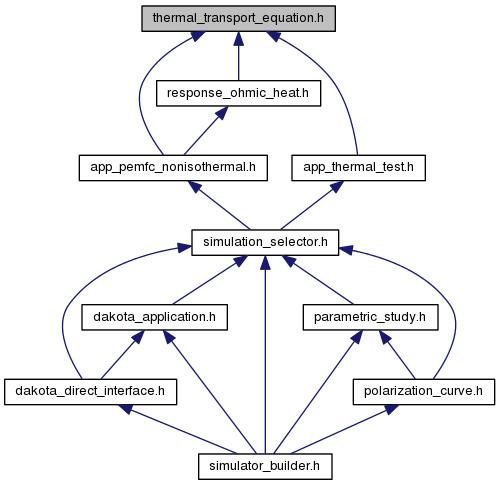 thermal_transport_equation.h
response_ohmic_heat.h
app_pemfc_nonisothermal.h
app_thermal_test.h
simulation_selector.h
dakota_application.h
parametric_study.h
dakota_direct_interface.h
polarization_curve.h
simulator_builder.h